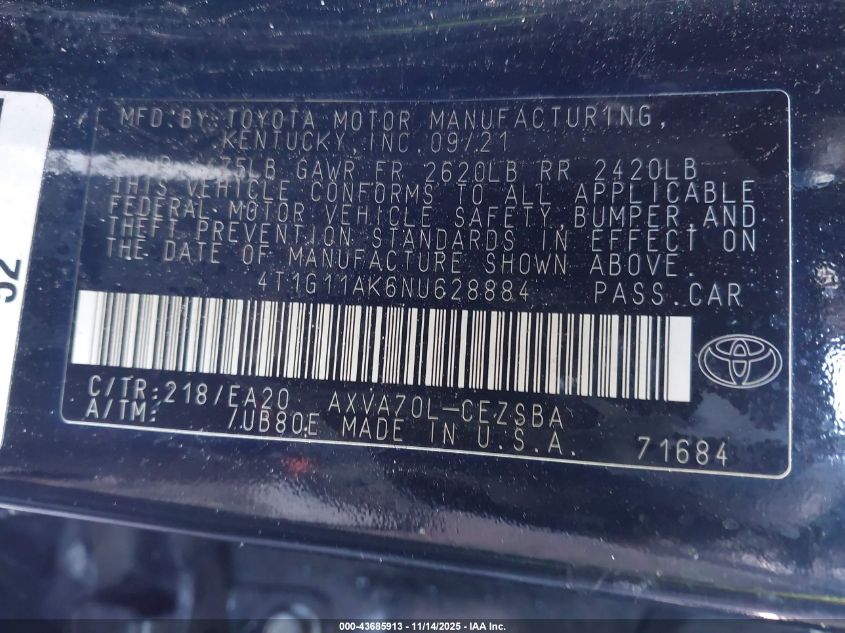 MFD.BY TOYOTA MOTOR MANUFACTURING,
KENTUCKY, INC. 09/21
GAWR FR 2620LB RR 2420LB
THIS VEHICLE CONFORMS TO ALL APPLICABLE
FEDERAL MOTOR VEHICLE SAFETY, BUMPER, AND
THEFT PREVENTION STANDARDS IN EFFECT ON
THE DATE OF MANUFACTURE SHOWN ABOVE.
4T1G11AK6NU628884 PASS.CAR
C/TR:218/EA20 AXVA70L-CEZSBA
A/TM: /UB80E MADE IN U.S.A. 71684
000-43685913 - 11/14/2025 - IAA Inc.